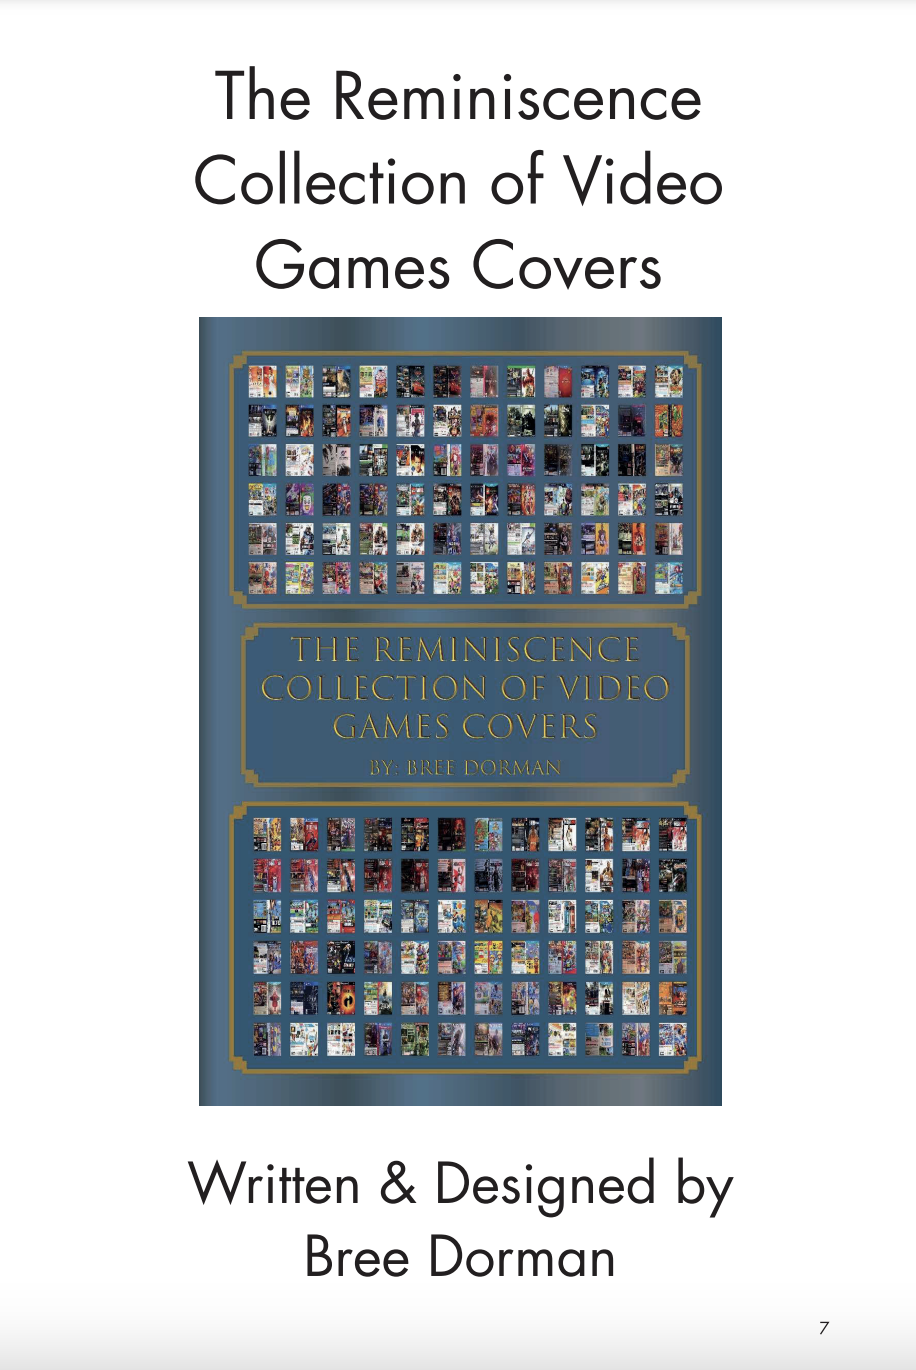 The Reminiscence
Collection of Video
Games Covers
THE REMINISCENCE
COLLECTION OF VIDEO
GAMES COVERS
BY: BREE DORMAN
Written & Designed by
Bree Dorman
7